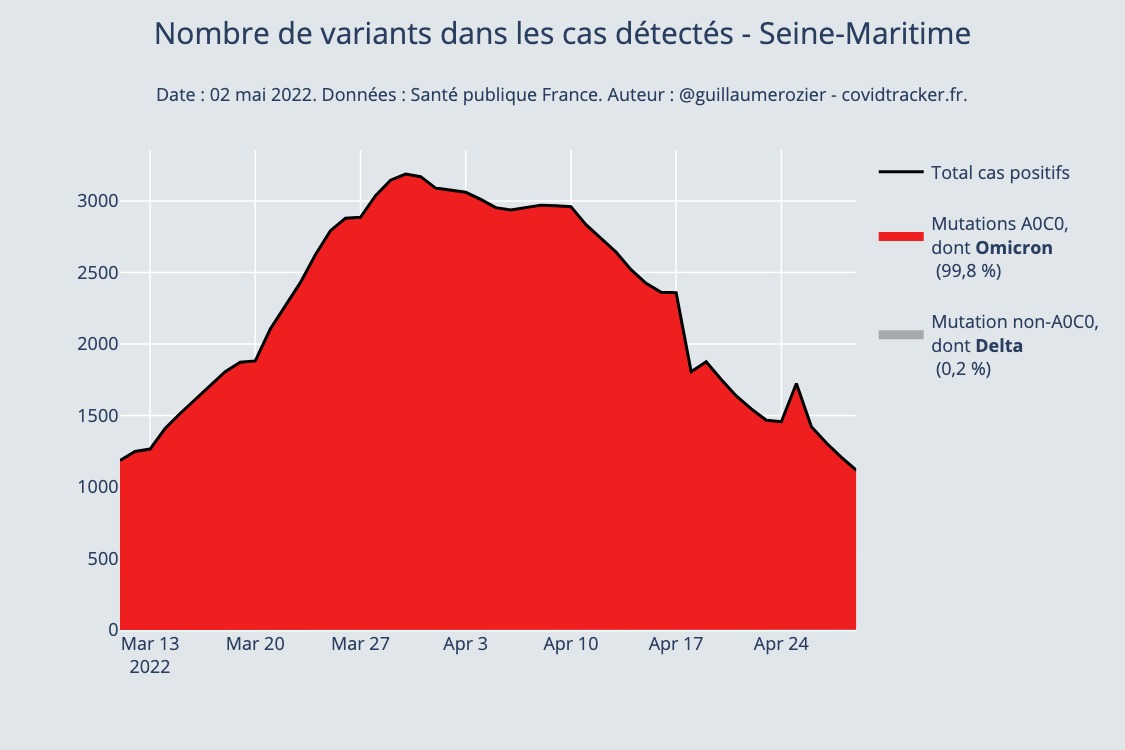 Nombre de variants dans les cas détectés - Seine-Maritime
Date : 02 mai 2022. Données : Santé publique France. Auteur : @guillaumerozier - covidtracker.fr.
Total cas positifs
Mutations A0C0,
dont Omicron
(99,8 %)
Mutation non-A0C0,
dont Delta
(0,2 %)
3000
2500
2000
1500
1000
500
0
Mar 13 Mar 20 Mar 27 Apr 3 Apr 10 Apr 17 Apr 24
2022